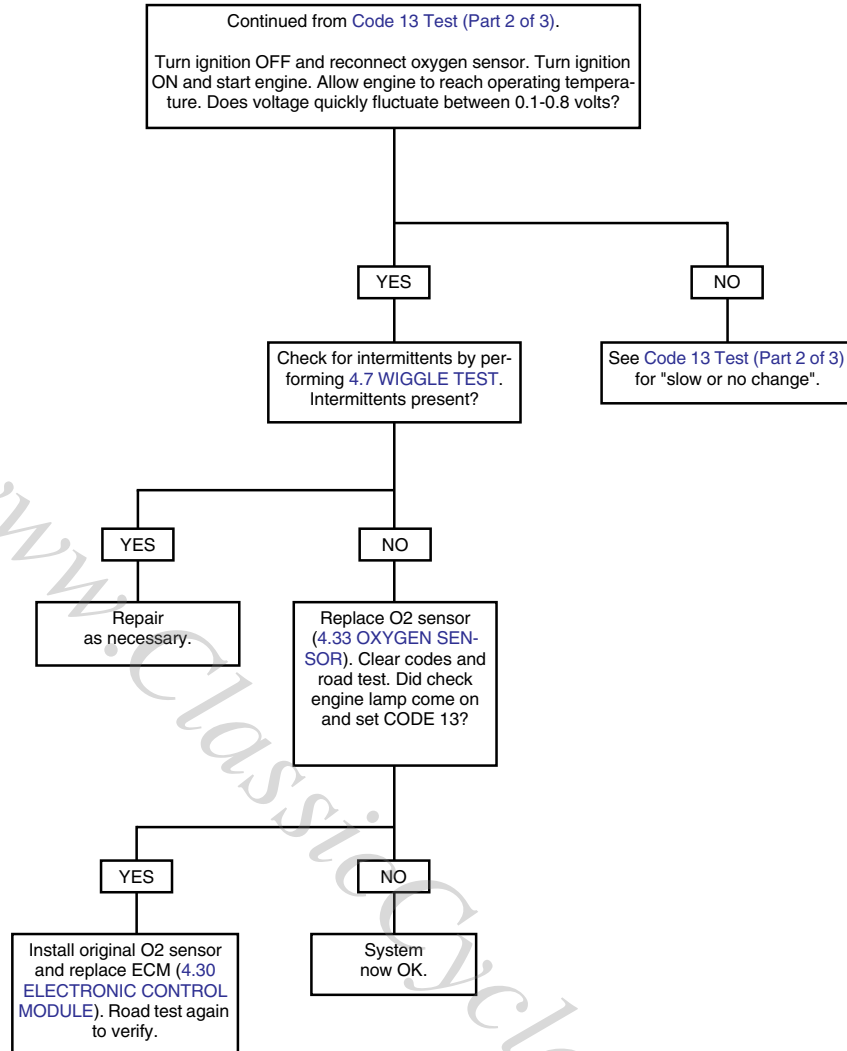 Continued from Code 13 Test (Part 2 of 3).
Turn ignition OFF and reconnect oxygen sensor. Turn ignition
ON and start engine. Allow engine to reach operating tempera-
ture. Does voltage quickly fluctuate between 0.1-0.8 volts?
YES
NO
Check for intermittents by per-
forming 4.7 WIGGLE TEST.
Intermittents present?
See Code 13 Test (Part 2 of 3)
for "slow or no change".
YES
NO
Repair
as necessary.
Replace O2 sensor
(4.33 OXYGEN SEN-
SOR). Clear codes and
road test. Did check
engine lamp come on
and set CODE 13?
YES
NO
Install original O2 sensor
and replace ECM (4.30
ELECTRONIC CONTROL
MODULE). Road test again
to verify.
System
now OK.